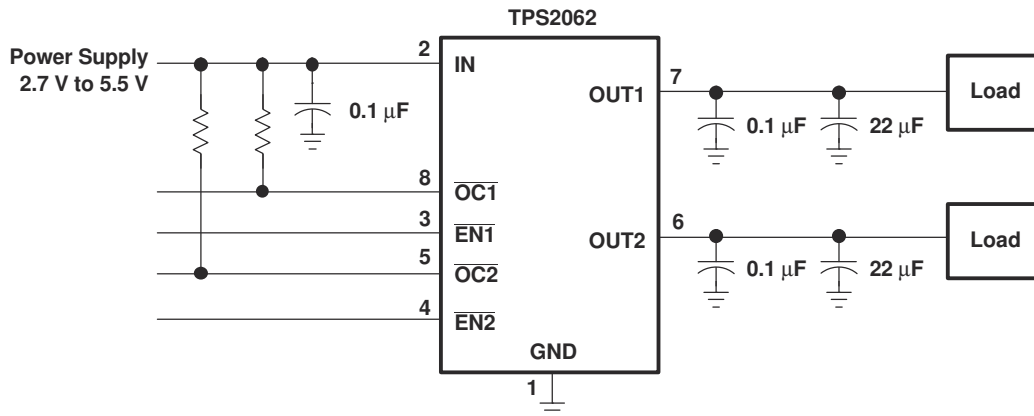 TPS2062
Power Supply
2.7 V to 5.5 V
2
IN
0.1 μF
7
OUT1
0.1 μF
22 μF
Load
8
OC1
3
EN1
5
OC2
4
EN2
6
OUT2
0.1 μF
22 μF
Load
GND
1